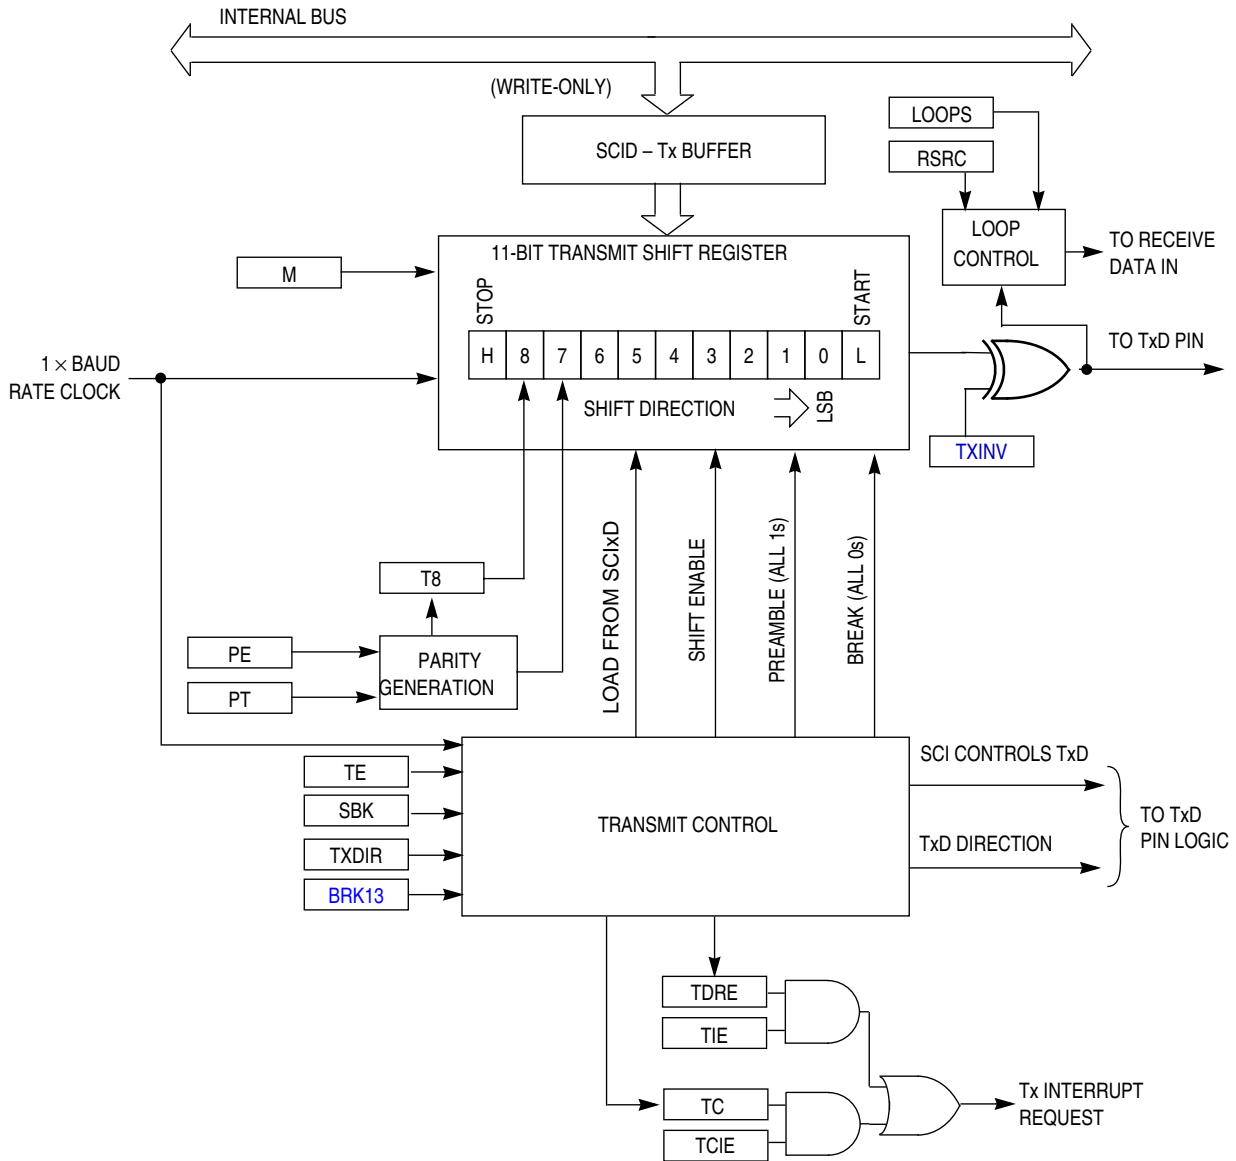 INTERNAL BUS
(WRITE-ONLY)
LOOPS
SCID – Tx BUFFER
RSRC
LOOP
CONTROL
TO RECEIVE
DATA IN
11-BIT TRANSMIT SHIFT REGISTER
M
STOP
START
H 8 7 6 5 4 3 2 1 0 L
TO TxD PIN
1 × BAUD
RATE CLOCK
SHIFT DIRECTION
LSB
TXINV
LOAD FROM SCIxD
SHIFT ENABLE
PREAMBLE (ALL 1s)
BREAK (ALL 0s)
T8
PE
PT
PARITY
GENERATION
TE
SBK
TXDIR
BRK13
TRANSMIT CONTROL
SCI CONTROLS TxD
TxD DIRECTION
TO TxD
PIN LOGIC
TDRE
TIE
TC
TCIE
Tx INTERRUPT
REQUEST